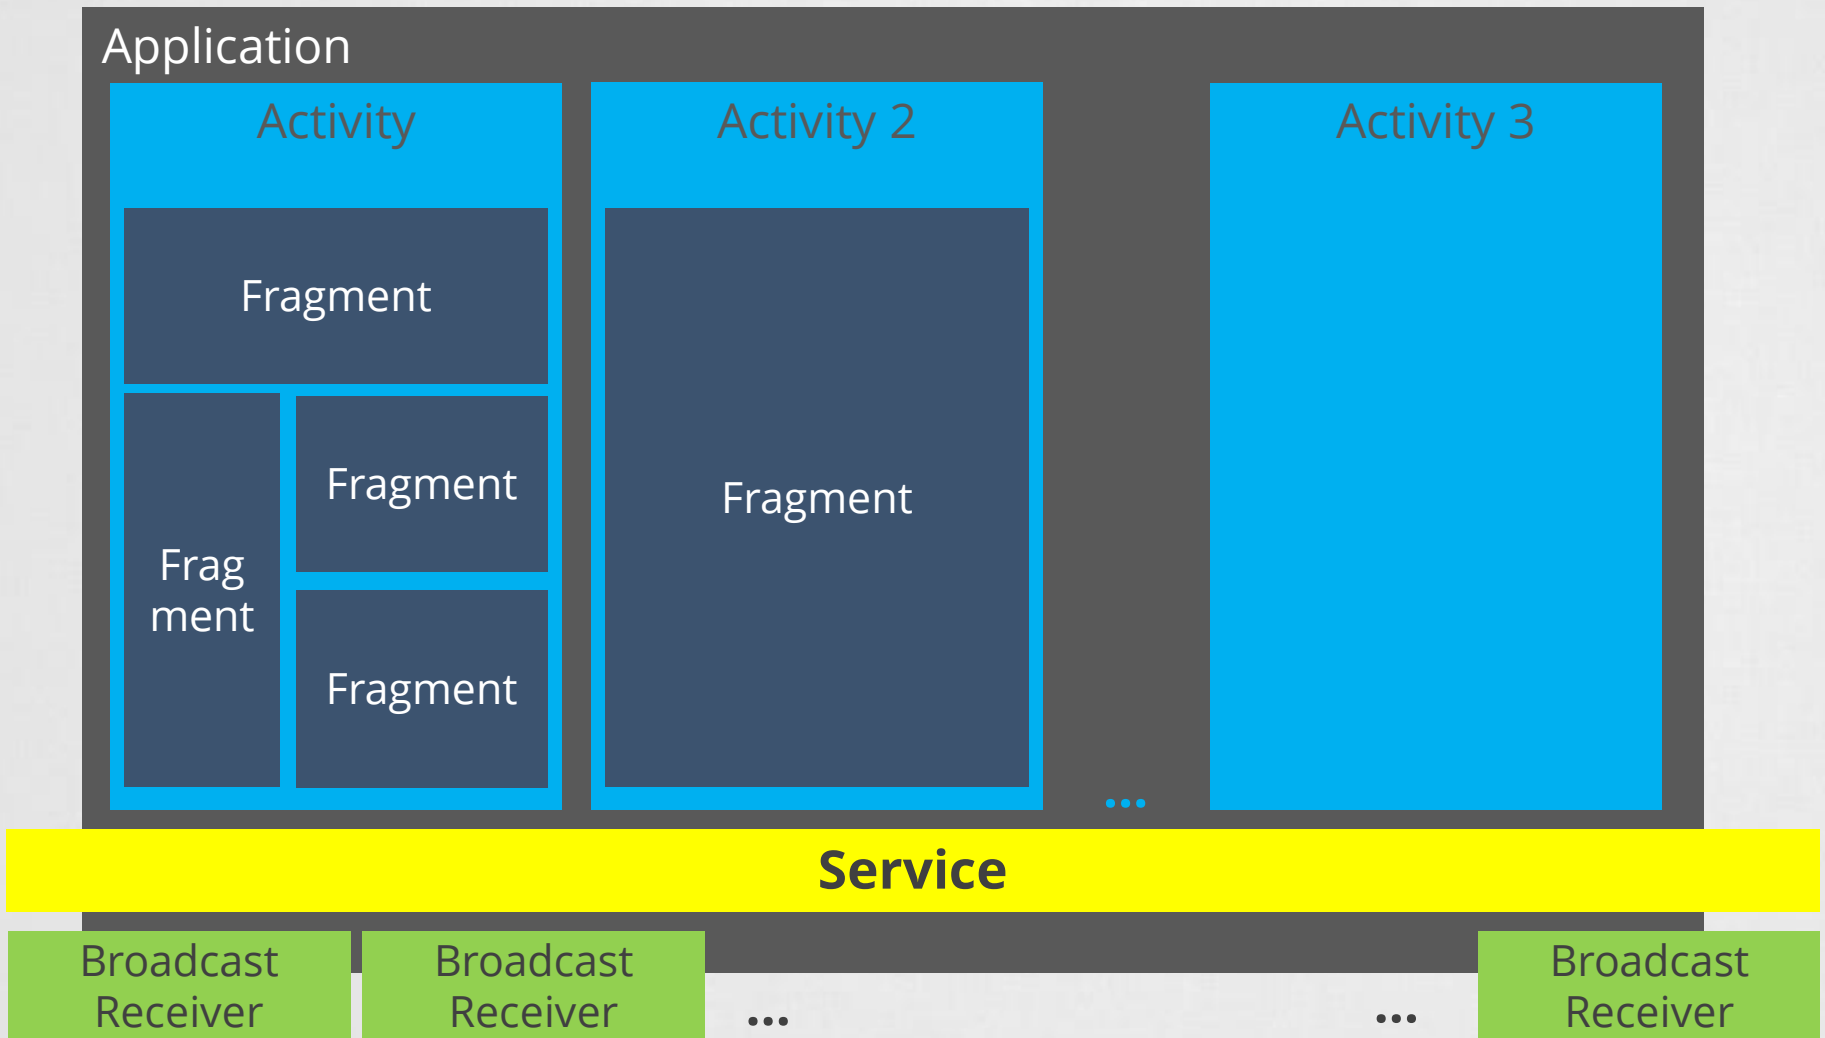 Application
Activity
Activity 2
Activity 3
Fragment
Fragment
Frag
ment
Fragment
Fragment
...
Service
Broadcast
Receiver
Broadcast
Receiver
...
...
Broadcast
Receiver